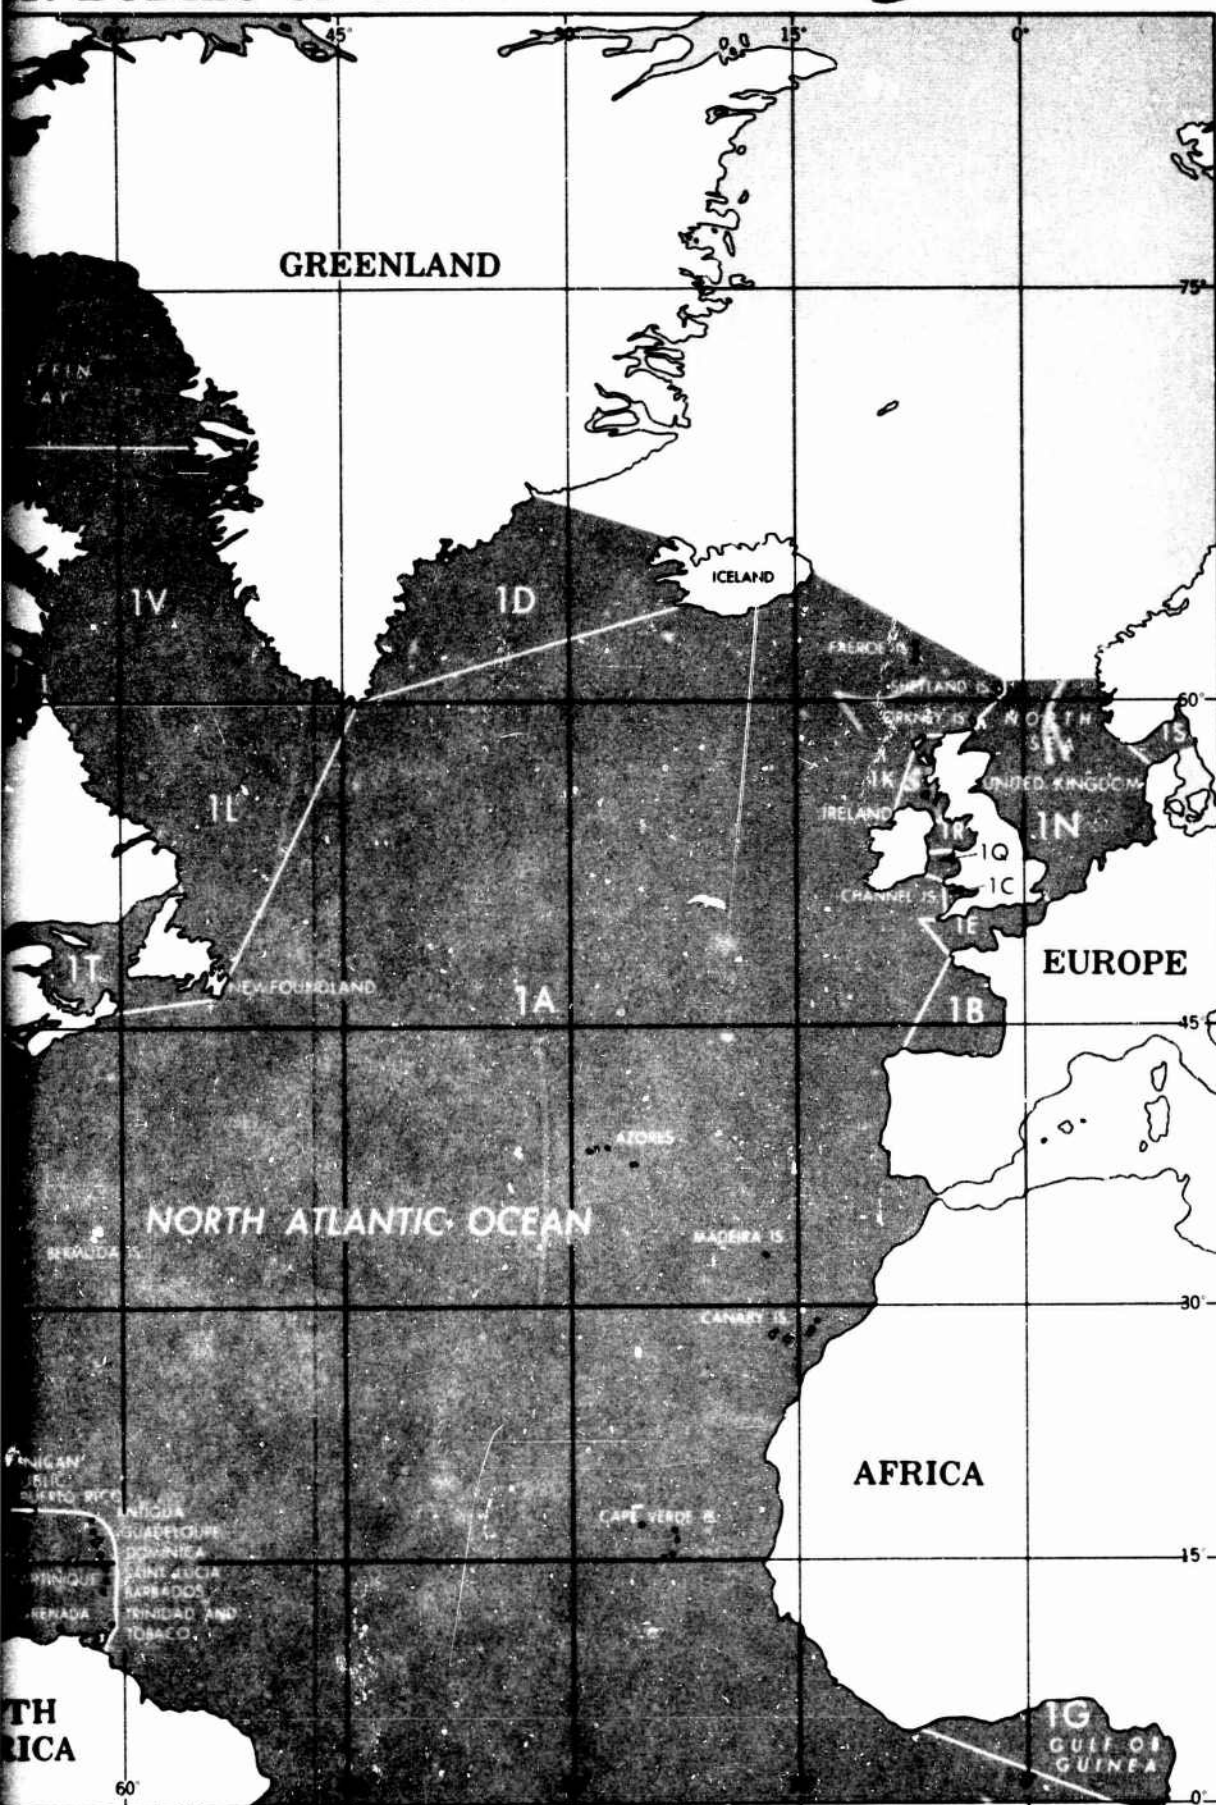 45°
30°
15°
0°
GREENLAND
75°
1V
1D
ICELAND
FAEROE IS
SHETLAND IS
60°
ORKNEY IS
NORTH
SEA
1S
1K
UNITED KINGDOM
1L
IRELAND
1R
1N
1Q
1C
CHANNEL IS
1E
1T
EUROPE
NEWFOUNDLAND
1A
1B
45°
AZORES
NORTH ATLANTIC OCEAN
BERMUDA IS
MADEIRA IS
30°
CANARY IS
AFRICA
PUERTO RICO
CAPE VERDE IS
GUADELOUPE
DOMINICA
15°
SAINT LUCIA
BARBADOS
TRINIDAD AND
TOBACO
1G
GULF OF
GUINEA
60°
0°